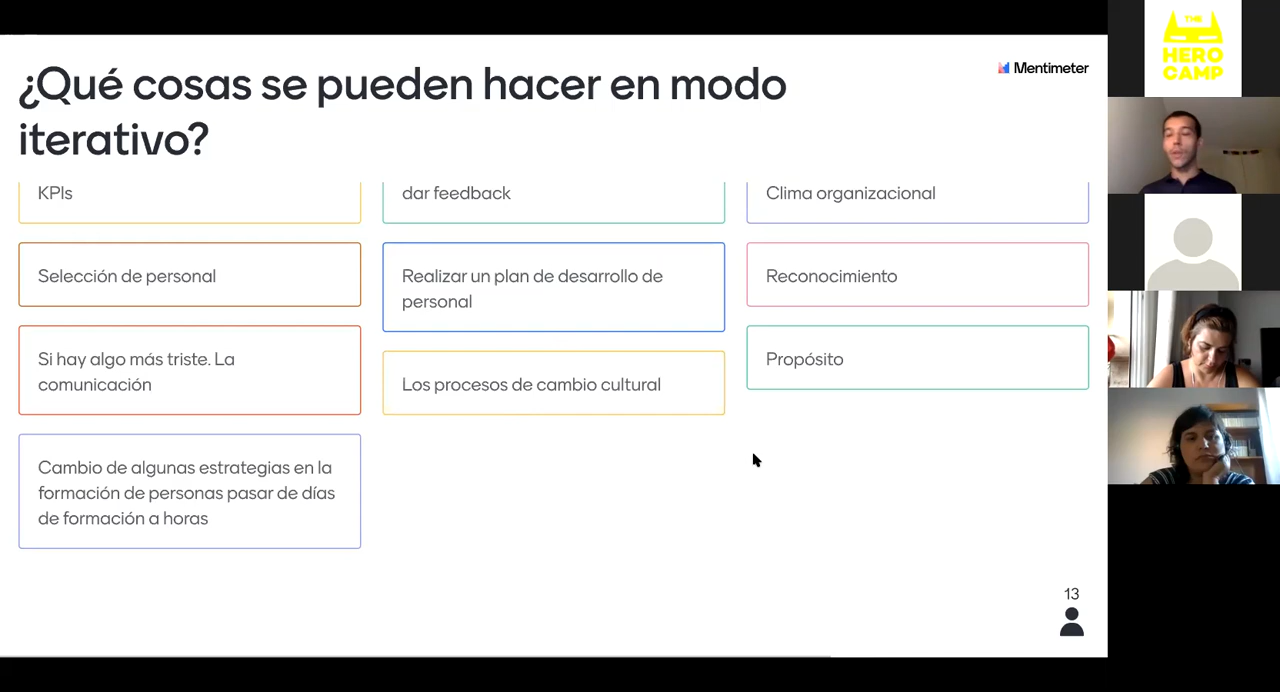 ¿Qué cosas se pueden hacer en modo
iterativo?
Mentimeter
KPIs
dar feedback
Clima organizacional
Selección de personal
Realizar un plan de desarrollo de
personal
Reconocimiento
Si hay algo más triste. La
comunicación
Los procesos de cambio cultural
Propósito
Cambio de algunas estrategias en la
formación de personas pasar de días
de formación a horas
13
THE
HERO
CAMP